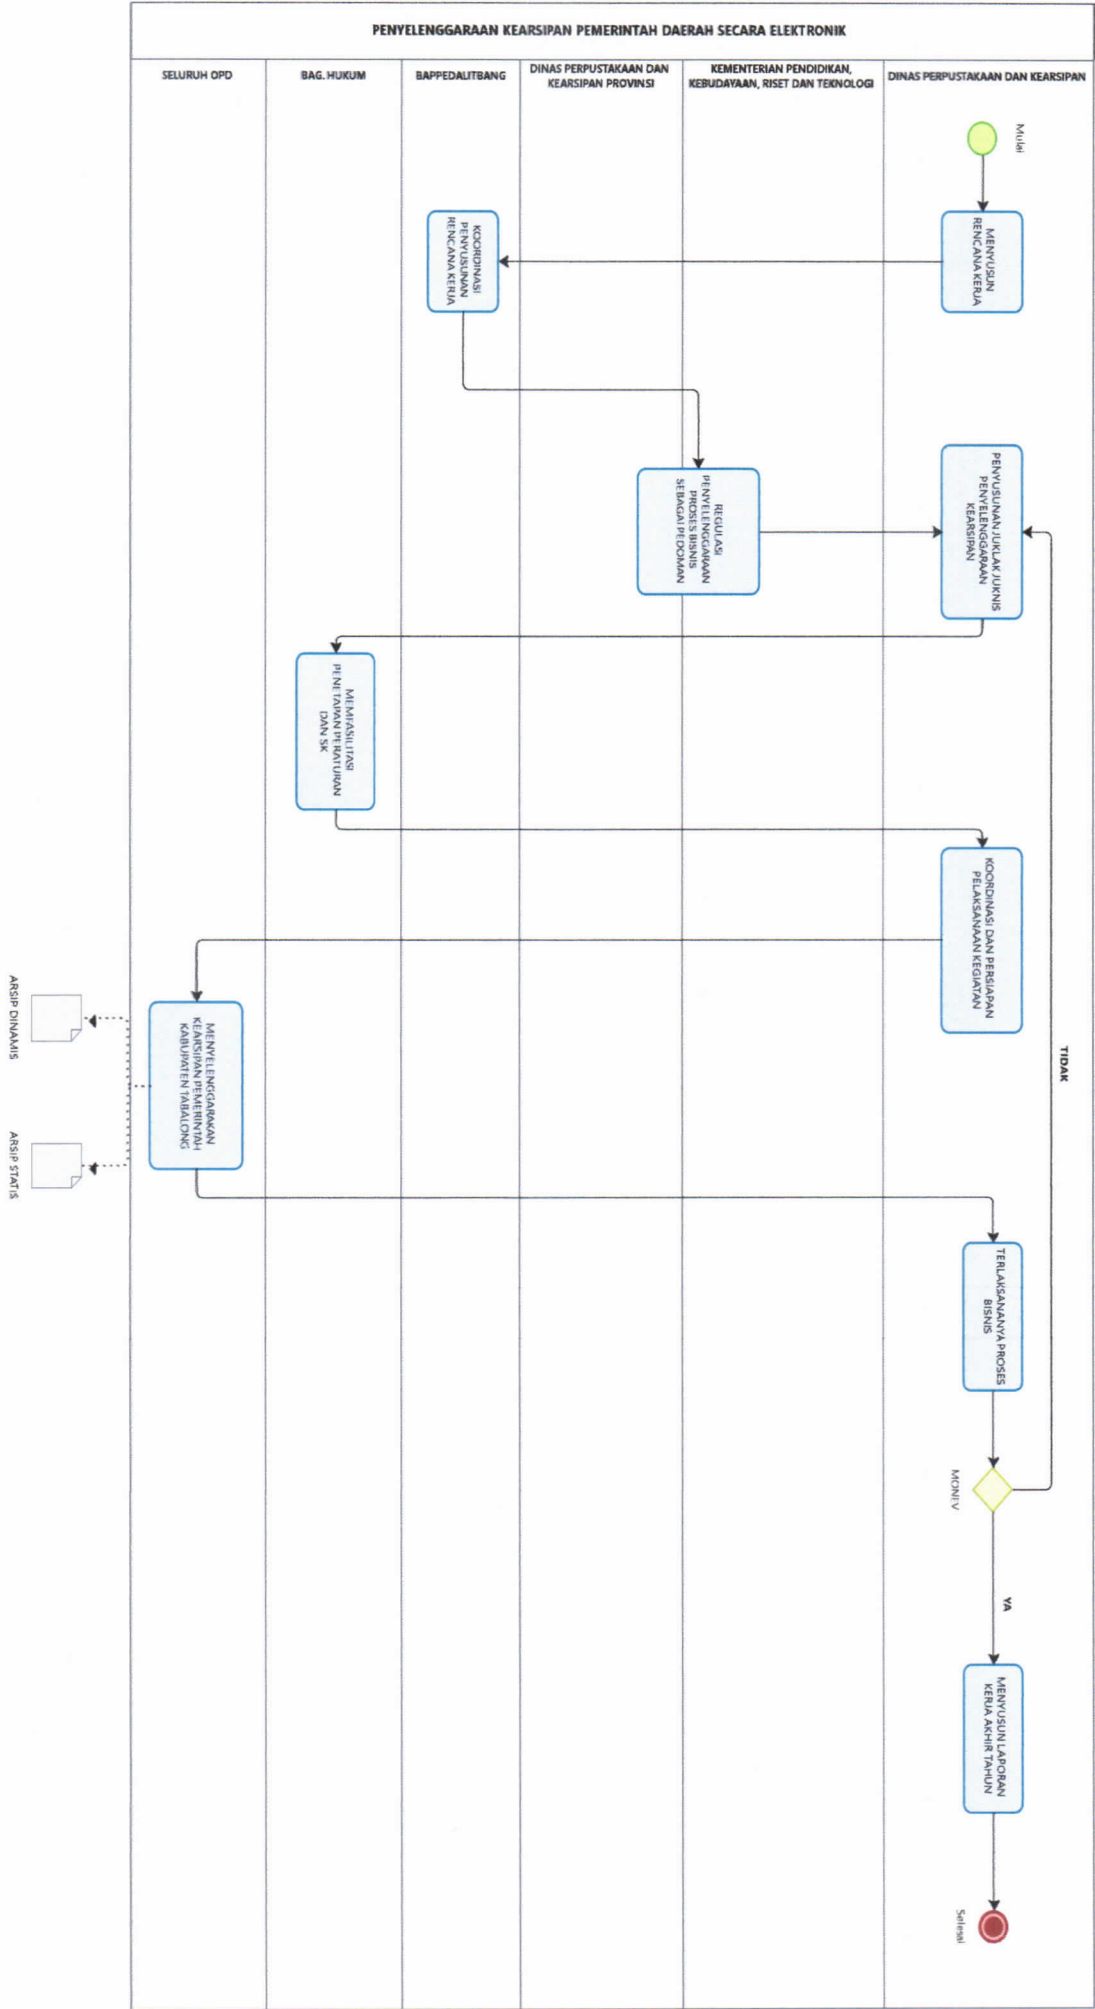 PENYELENGGARAAN KEARSIPAN PEMERINTAH DAERAH SECARA ELEKTRONIK
SELURUH OPD
BAG. HUKUM
BAPPEDALITBANG
DINAS PERPUSTAKAAN DAN
KEARSIPAN PROVINSI
KEMENTERIAN PENDIDIKAN,
KEBUDAYAAN, RISET DAN TEKNOLOGI
DINAS PERPUSTAKAAN DAN KEARSIPAN
Mulai
MENYUSUN
RENCANA KERJA
KOORDINASI
PENYUSUNAN
RENCANA KERJA
REGULASI
PENYELENGGARAAN
PROSES BISNIS
SEBAGAI PEDOMAN
PENYUSUNAN JUKLAK JUKNIS
PENYELENGGARAAN
KEARSIPAN
MEMFASILITASI
PENETAPAN PERATURAN
DAN SK
KOORDINASI DAN PERSIAPAN
PELAKSANAAN KEGIATAN
MENYELENGGARAKAN
KEARSIPAN PEMERINTAH
KABUPATEN TABALONG
ARSIP DINAMIS
ARSIP STATIS
TERLAKSANANYA PROSES
BISNIS
MONEV
TIDAK
YA
MENYUSUN LAPORAN
KERJA AKHIR TAHUN
Selesai